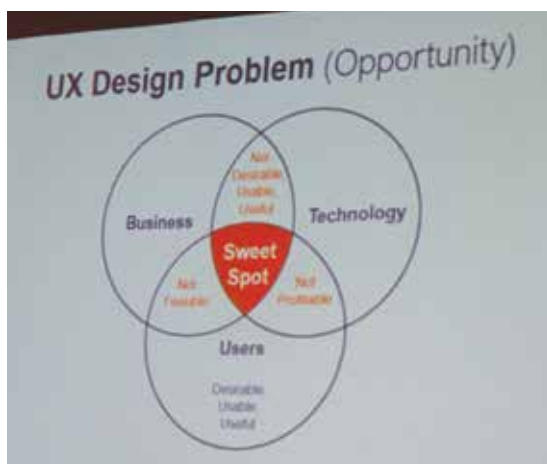 UX Design Problem (Opportunity)
Not
Desirable,
Usable,
Useful
Business
Technology
Sweet
Spot
Not
Feasible
Not
Profitable
Users
Desirable,
Usable,
Useful